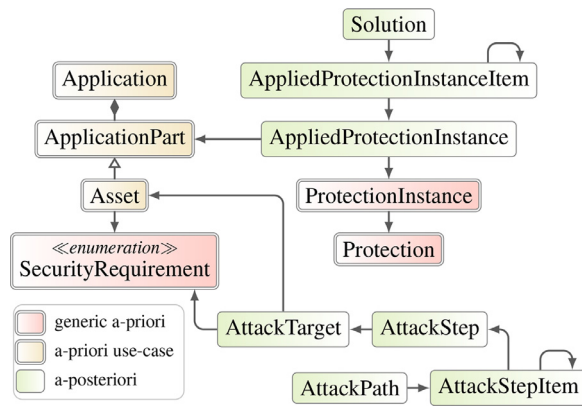 Solution
Application
AppliedProtectionInstanceItem
ApplicationPart
AppliedProtectionInstance
Asset
ProtectionInstance
≪enumeration≫
SecurityRequirement
Protection
generic a-priori
a-priori use-case
a-posteriori
AttackTarget
AttackStep
AttackPath
AttackStepItem